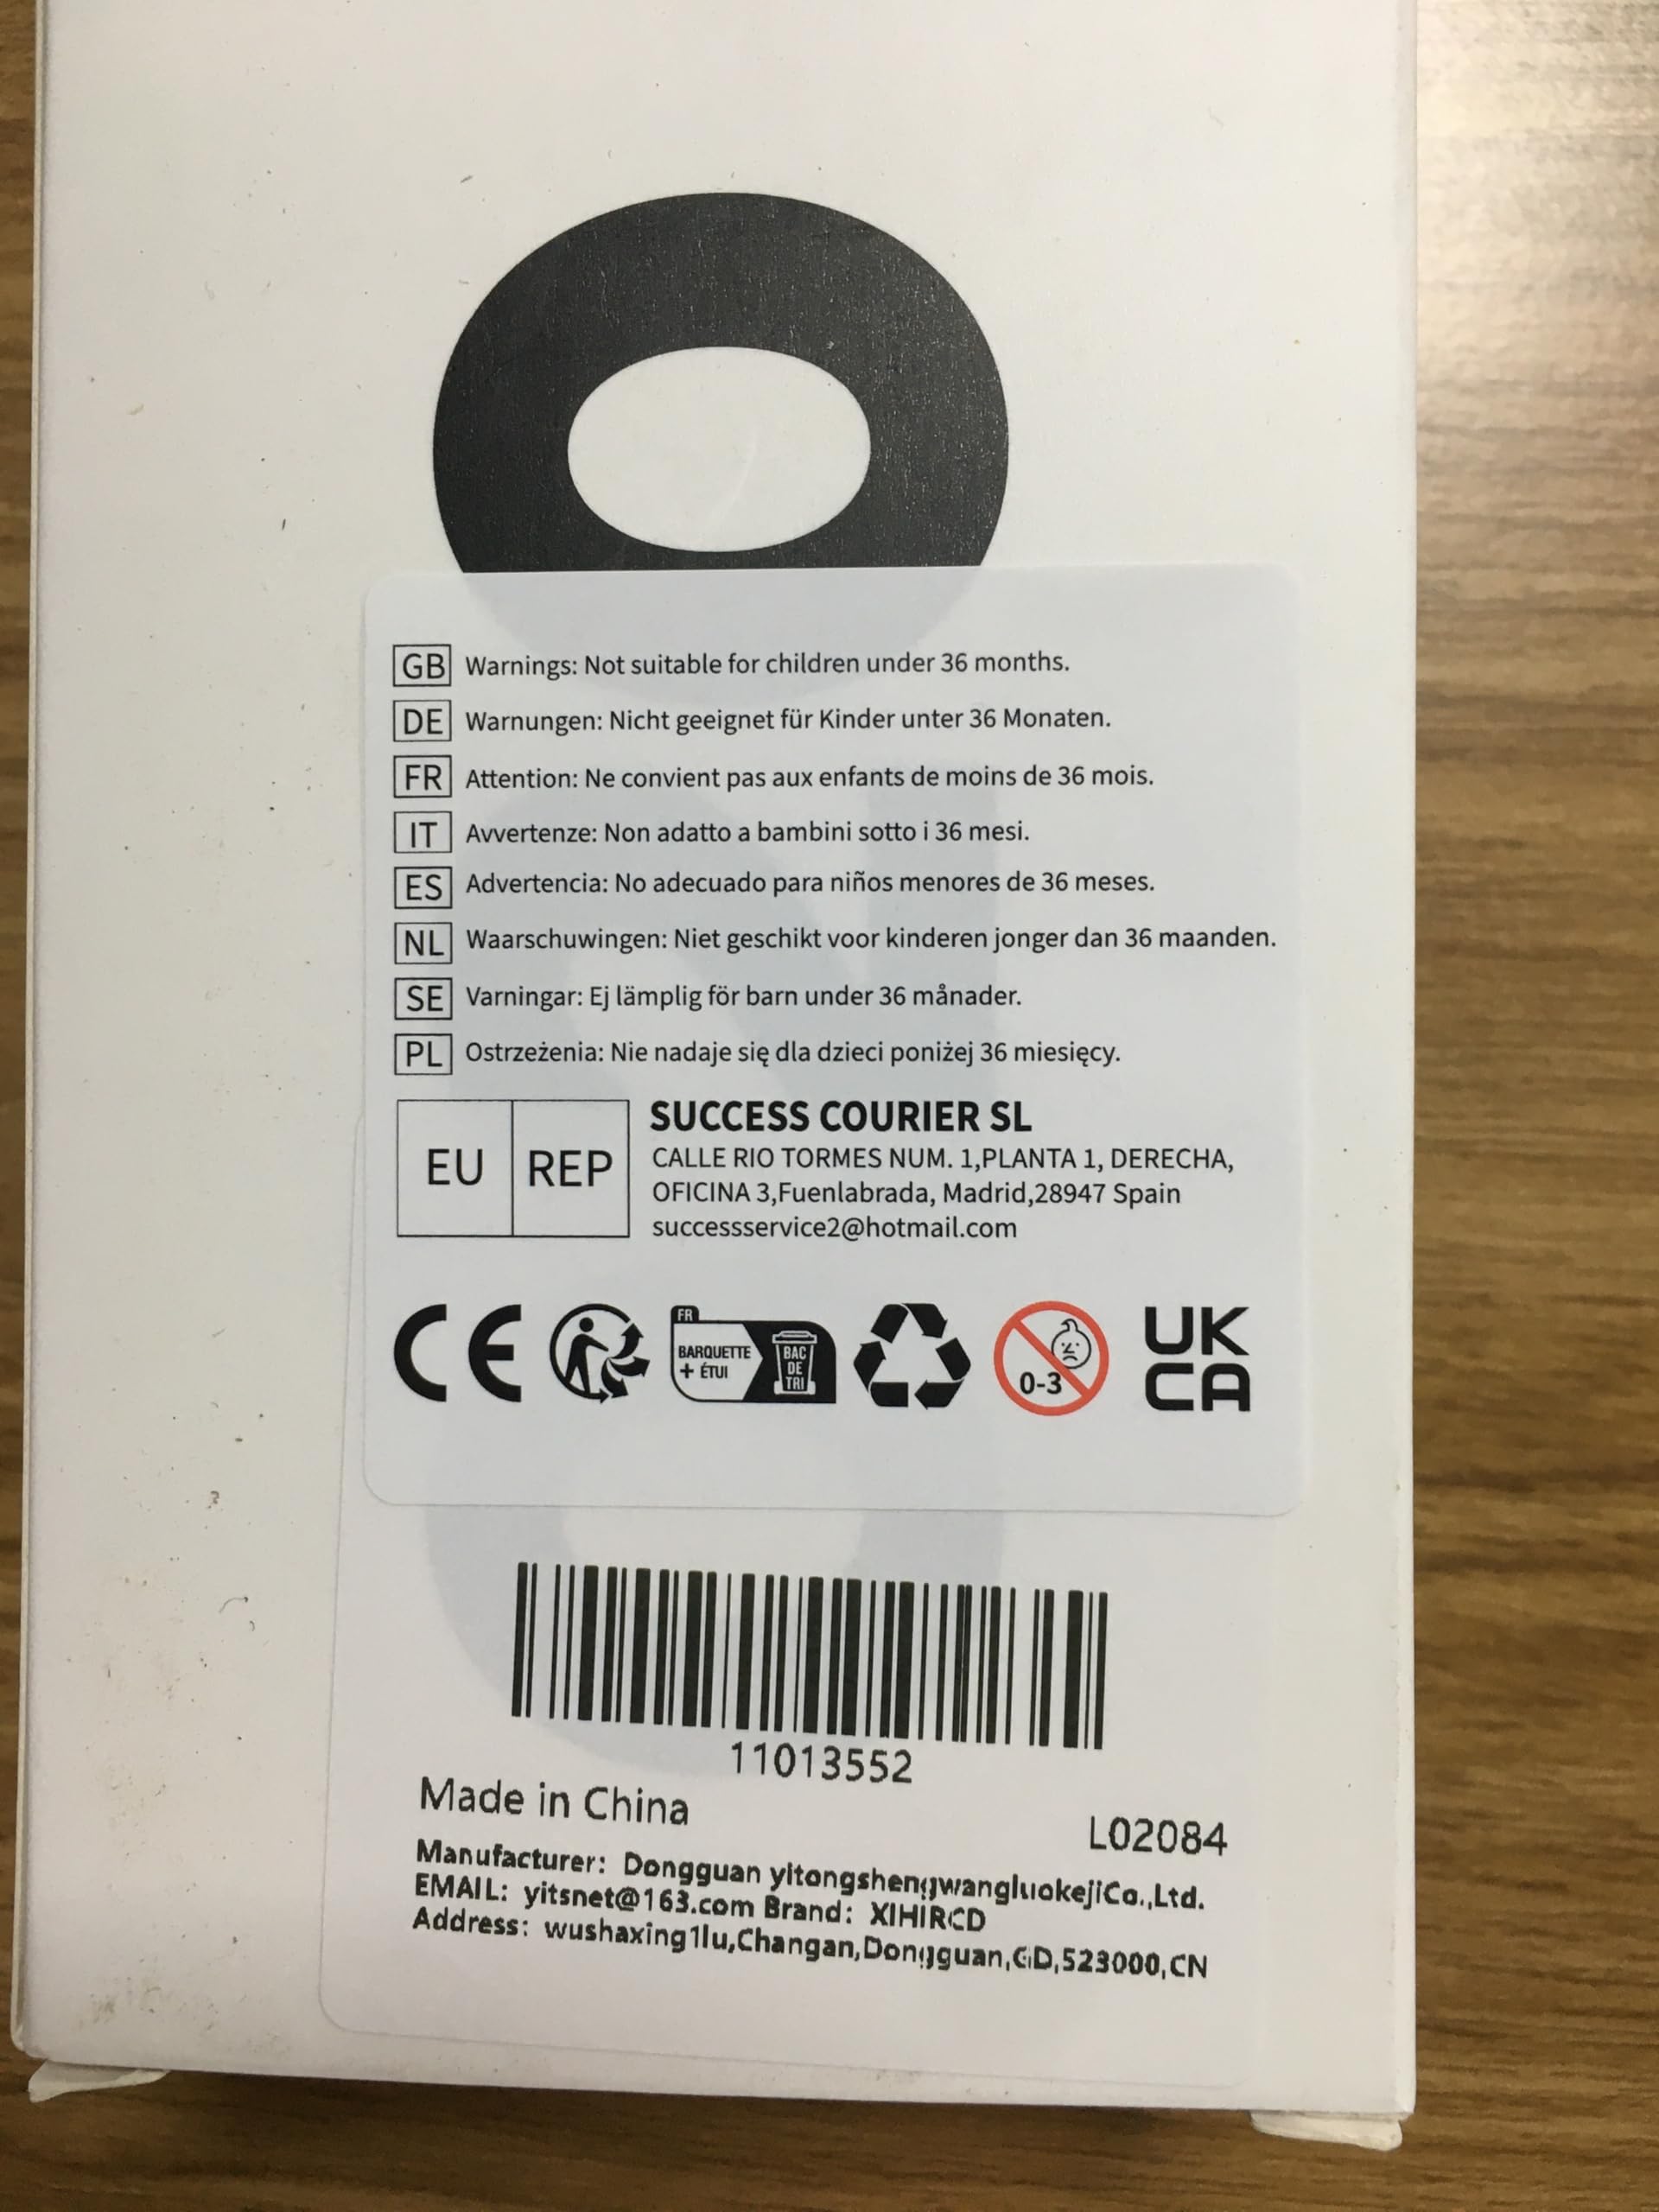 GB Warnings: Not suitable for children under 36 months.
DE Warnungen: Nicht geeignet für Kinder unter 36 Monaten.
FR Attention: Ne convient pas aux enfants de moins de 36 mois.
IT Avvertenze: Non adatto a bambini sotto i 36 mesi.
ES Advertencia: No adecuado para niños menores de 36 meses.
NL Waarschuwingen: Niet geschikt voor kinderen jonger dan 36 maanden.
SE Varningar: Ej lämplig för barn under 36 månader.
PL Ostrzeżenia: Nie nadaje się dla dzieci poniżej 36 miesięcy.
EU REP
SUCCESS COURIER SL
CALLE RIO TORMES NUM. 1,PLANTA 1, DERECHA,
OFICINA 3,Fuenlabrada, Madrid,28947 Spain
successservice2@hotmail.com
CE
FR
BARQUETTE
+ ÉTUI
BAC
DE
TRI
0-3
UK
CA
11013552
Made in China
L02084
Manufacturer: Dongguan yitongshengwangluokejiCo.,Ltd.
EMAIL: yitsnet@163.com Brand: XIHIRCD
Address: wushaxing1lu,Changan,Dongguan,GD,523000,CN